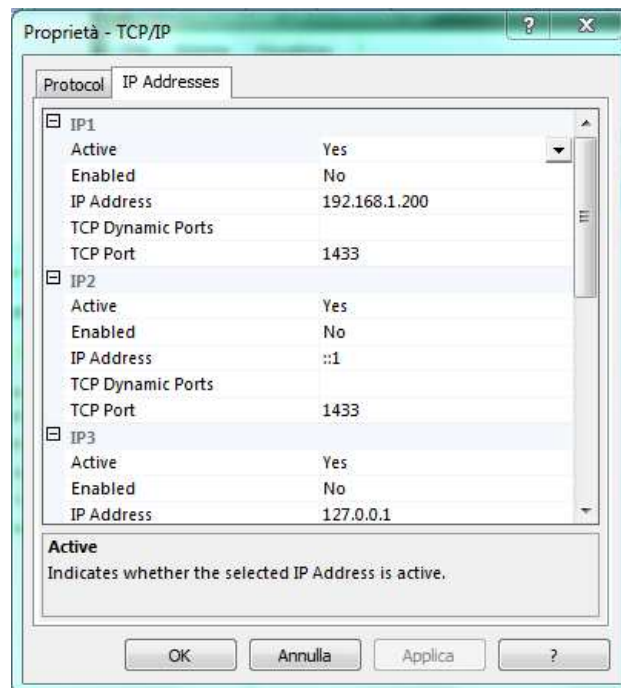 Proprietà - TCP/IP
?
Protocol IP Addresses
IP1
Active Yes
Enabled No
IP Address 192.168.1.200
TCP Dynamic Ports
TCP Port 1433
IP2
Active Yes
Enabled No
IP Address ::1
TCP Dynamic Ports
TCP Port 1433
IP3
Active Yes
Enabled No
IP Address 127.0.0.1
Active
Indicates whether the selected IP Address is active.
OK Annulla Applica ?